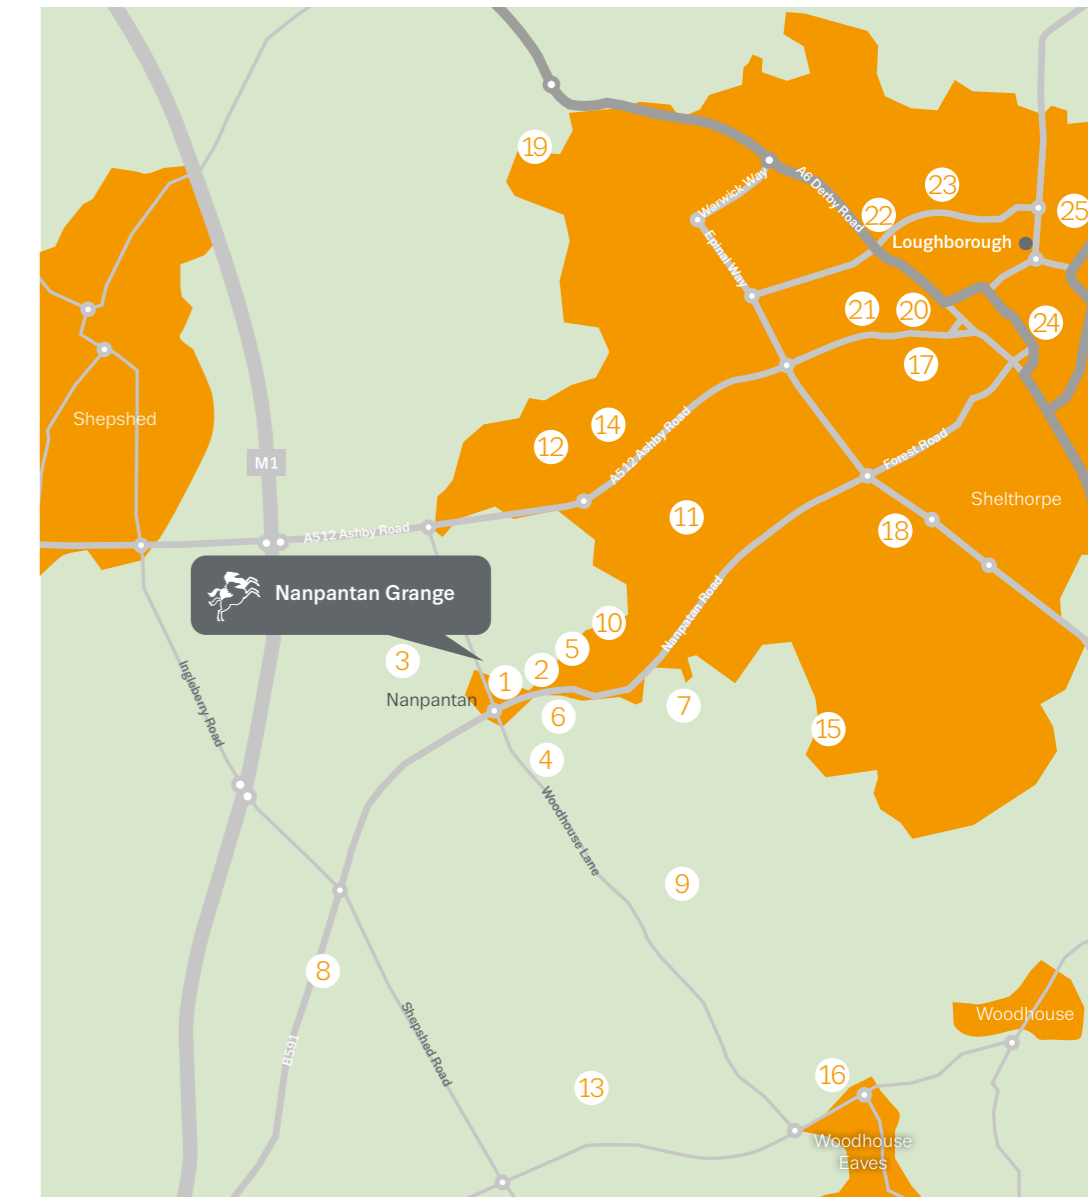 19
Warwick Way
A6 Derby Road
23
22
25
Loughborough
Epinal Way
21
20
24
17
Shepshed
14
12
A512 Ashby Road
Forest Road
M1
Shelthorpe
11
18
A512 Ashby Road
Nanpantan Grange
Nanpatan Road
10
5
3
2
1
Nanpantan
7
6
15
Ingleberry Road
4
Woodhouse Lane
9
8
Woodhouse
B591
Shepshed Road
16
13
Woodhouse
Eaves